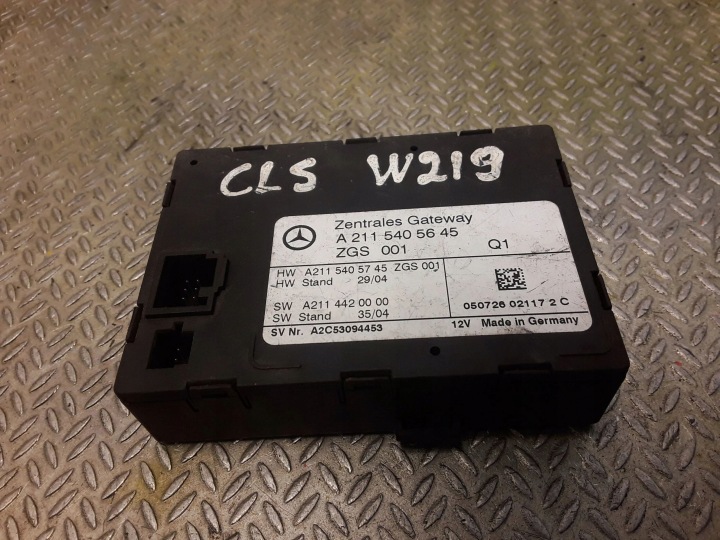 CLS W219
Zentrales Gateway
A 211 540 56 45
ZGS 001 Q1
HW A211 540 57 45 ZGS 001
HW Stand 29/04
SW A211 442 00 00
SW Stand 35/04
050726 02117 2 C
SV Nr. A2C53094453 12V Made in Germany